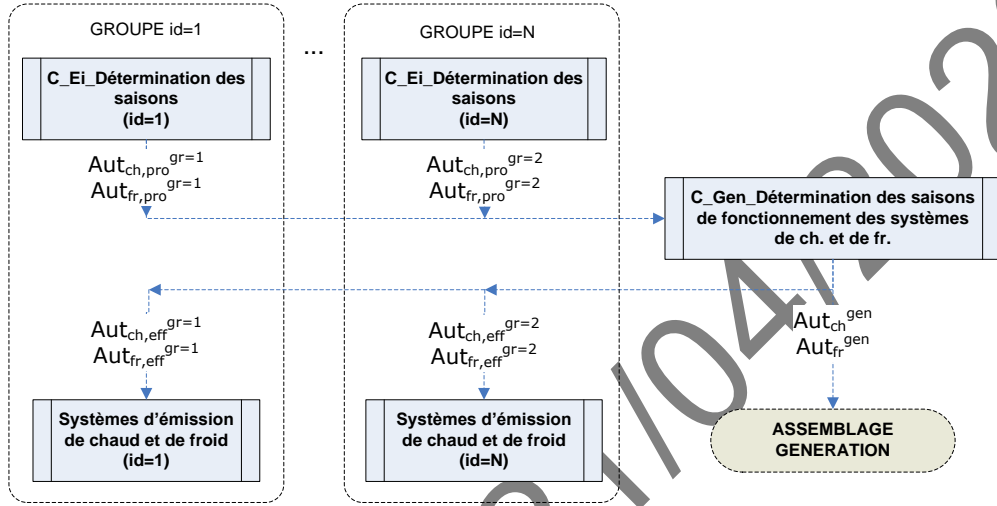 GROUPE id=1
...
GROUPE id=N
C_Ei_Détermination des
saisons
(id=1)
C_Ei_Détermination des
saisons
(id=N)
Aut_ch,pro^gr=1
Aut_fr,pro^gr=1
Aut_ch,pro^gr=2
Aut_fr,pro^gr=2
C_Gen_Détermination des saisons
de fonctionnement des systèmes
de ch. et de fr.
Aut_ch,eff^gr=1
Aut_fr,eff^gr=1
Aut_ch,eff^gr=2
Aut_fr,eff^gr=2
Aut_ch^gen
Aut_fr^gen
Systèmes d'émission
de chaud et de froid
(id=1)
Systèmes d'émission
de chaud et de froid
(id=N)
ASSEMBLAGE
GENERATION